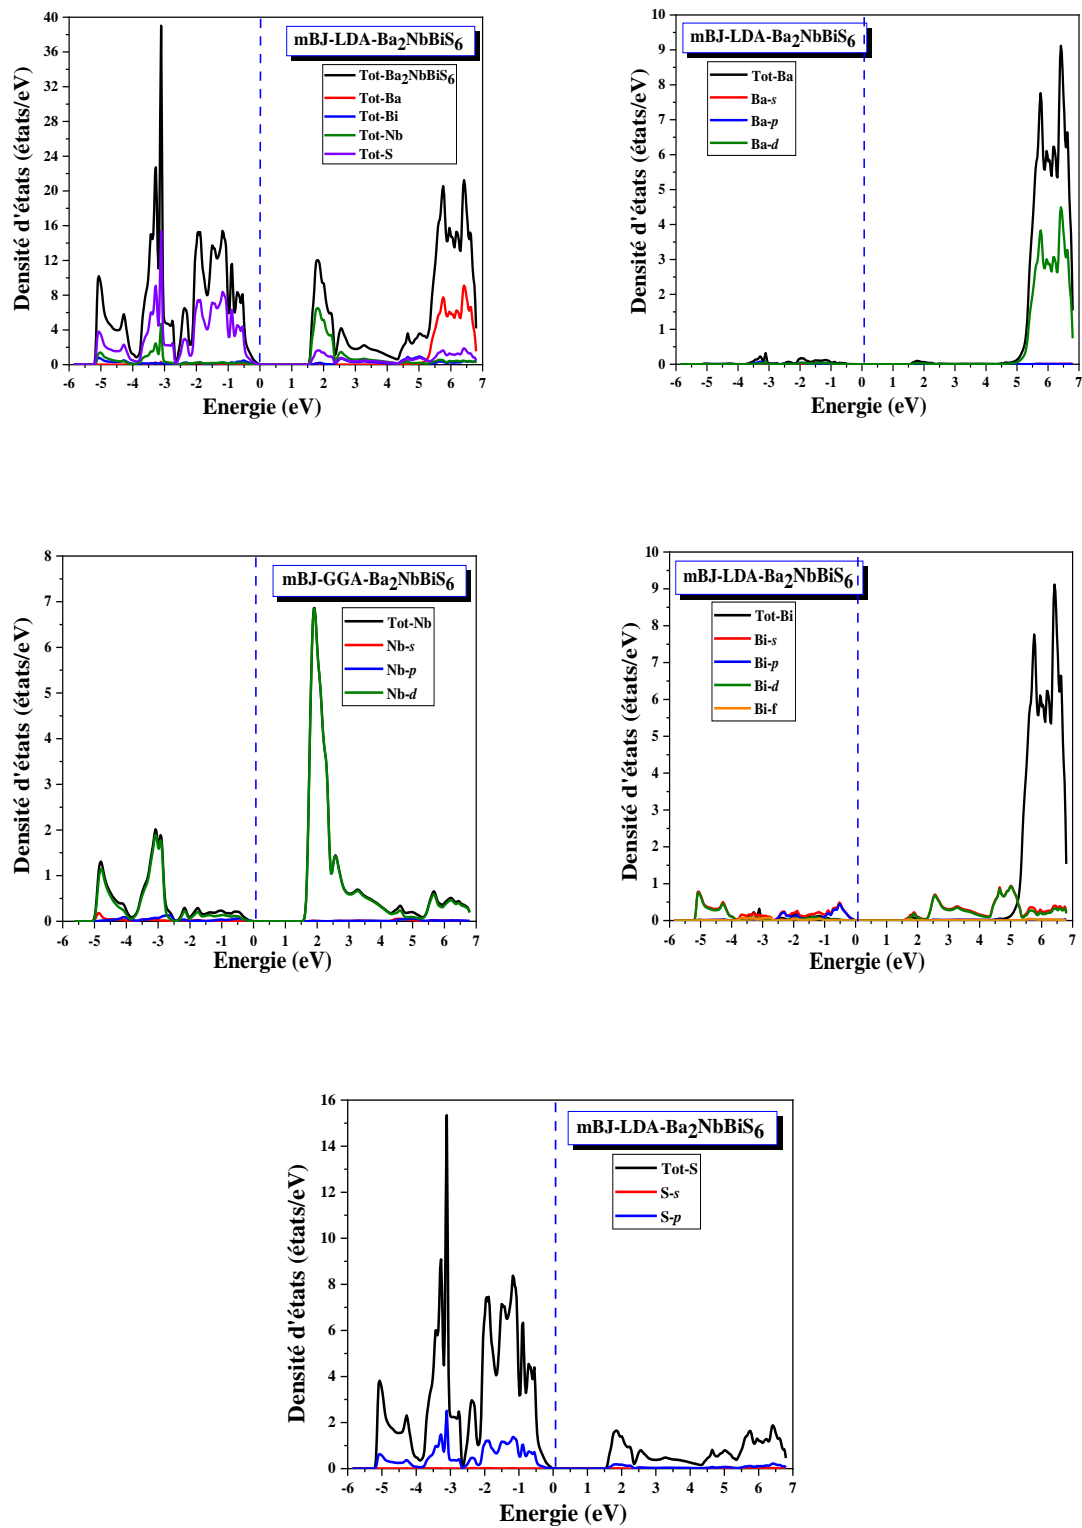 mBJ-LDA-Ba2NbBiS6
Tot-Ba2NbBiS6
Tot-Ba
Tot-Bi
Tot-Nb
Tot-S
Densité d'états (états/eV)
40
36
32
28
24
20
16
12
8
4
0
-6 -5 -4 -3 -2 -1 0 1 2 3 4 5 6 7
Energie (eV)
mBJ-LDA-Ba2NbBiS6
Tot-Ba
Ba-s
Ba-p
Ba-d
Densité d'états (états/eV)
10
9
8
7
6
5
4
3
2
1
0
-6 -5 -4 -3 -2 -1 0 1 2 3 4 5 6 7
Energie (eV)
mBJ-GGA-Ba2NbBiS6
Tot-Nb
Nb-s
Nb-p
Nb-d
Densité d'états (états/eV)
8
7
6
5
4
3
2
1
0
-6 -5 -4 -3 -2 -1 0 1 2 3 4 5 6 7
Energie (eV)
mBJ-LDA-Ba2NbBiS6
Tot-Bi
Bi-s
Bi-p
Bi-d
Bi-f
Densité d'états (états/eV)
10
9
8
7
6
5
4
3
2
1
0
-6 -5 -4 -3 -2 -1 0 1 2 3 4 5 6 7
Energie (eV)
mBJ-LDA-Ba2NbBiS6
Tot-S
S-s
S-p
Densité d'états (états/eV)
16
14
12
10
8
6
4
2
0
-6 -5 -4 -3 -2 -1 0 1 2 3 4 5 6 7
Energie (eV)